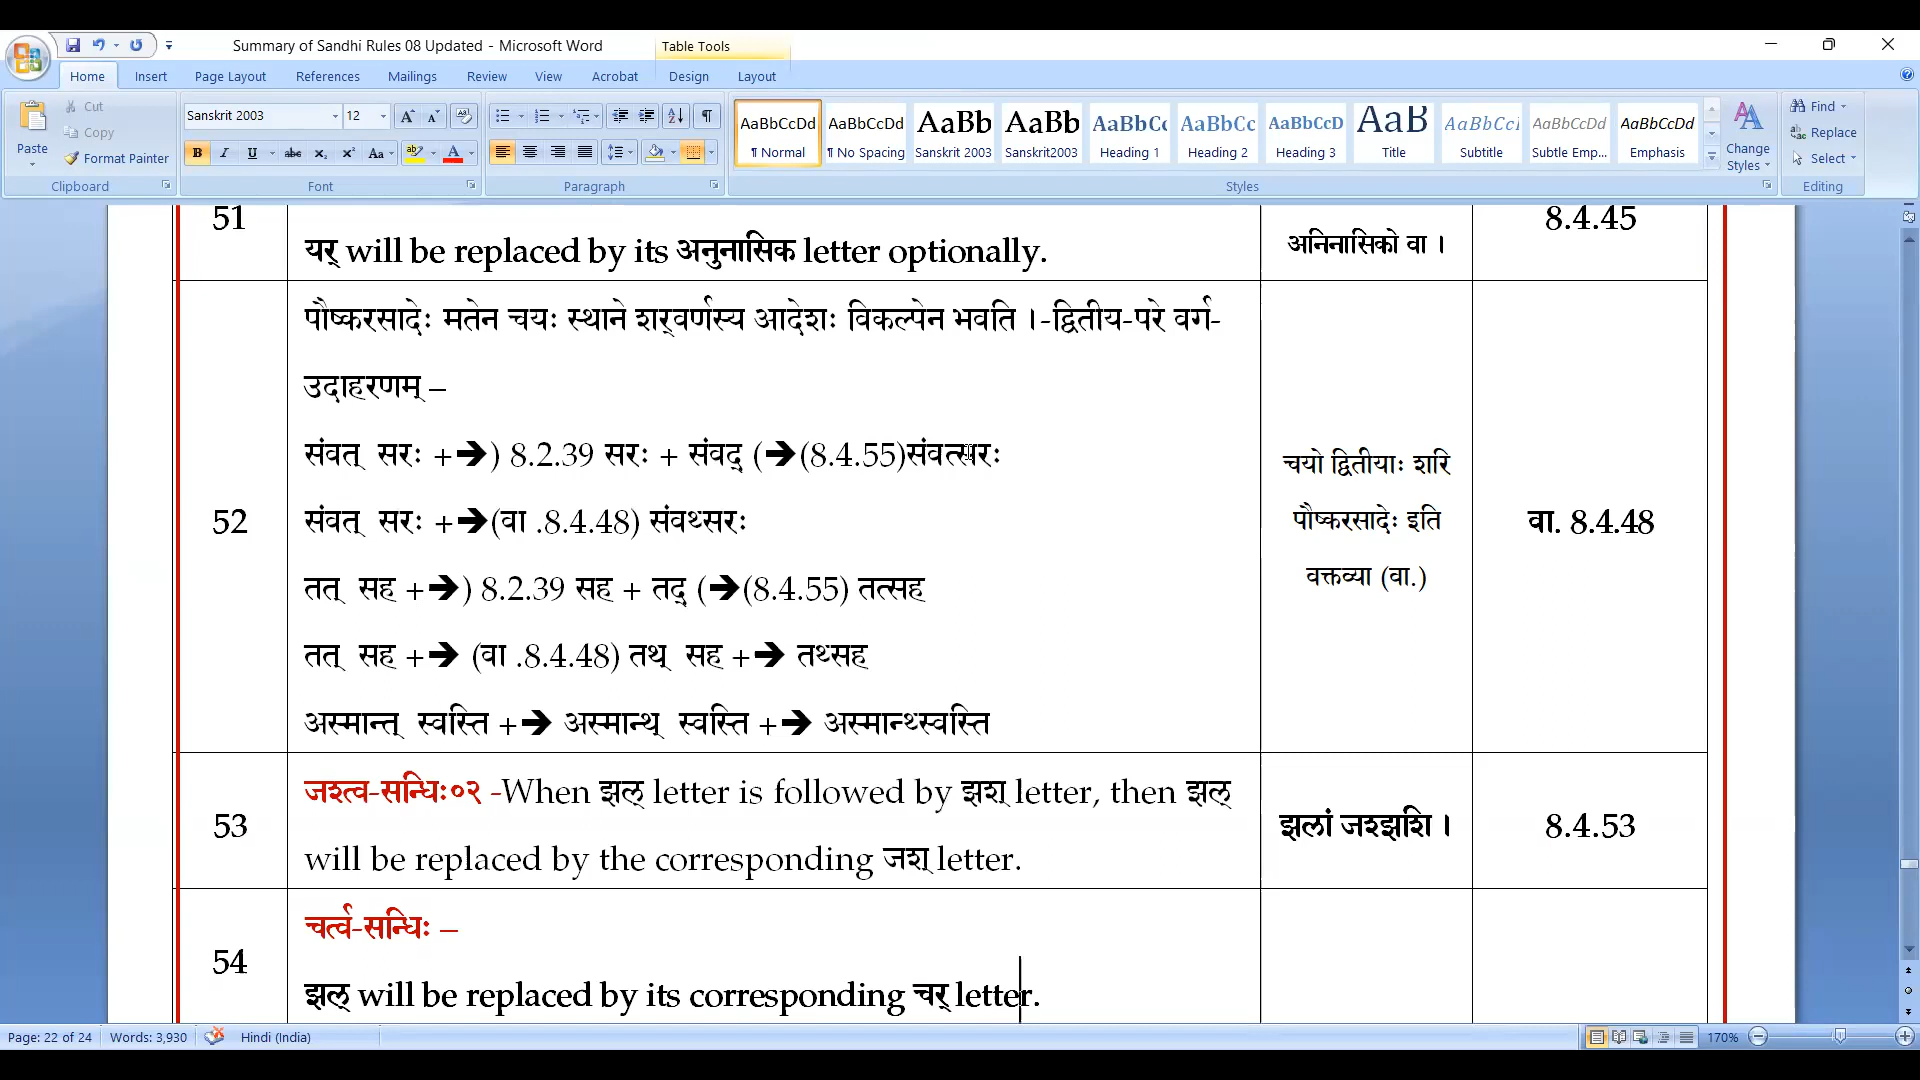 Summary of Sandhi Rules 08 Updated - Microsoft Word
Table Tools
Home Insert Page Layout References Mailings Review View Acrobat Design Layout
Paste
Cut
Copy
Format Painter
Clipboard
Sanskrit 2003 12
Font
Paragraph
AaBbCcDd AaBbCcDd AaBb AaBb AaBbCc AaBbCc AaBbCcD AaB AaBbCcI AaBbCcDd AaBbCcDd
¶ Normal ¶ No Spacing Sanskrit 2003 Sanskrit2003 Heading 1 Heading 2 Heading 3 Title Subtitle Subtle Emp... Emphasis
Change Styles
Styles
Find
Replace
Select
Editing
51
यर् will be replaced by its अनुनासिक letter optionally.
अनिनासिको वा ।
8.4.45
52
पौष्करसादेः मतेन चयः स्थाने शर्‌वर्णस्य आदेशः विकल्पेन भवति ।-द्वितीय-परे वर्ग-
उदाहरणम् –
संवत् सरः +➔) 8.2.39 सरः + संवद् (➔(8.4.55)संवत्सरः
संवत् सरः +➔(वा .8.4.48) संवथ्सरः
तत् सह +➔) 8.2.39 सह + तद् (➔(8.4.55) तत्सह
तत् सह +➔ (वा .8.4.48) तथ् सह +➔ तथ्सह
अस्मान्त् स्वस्ति +➔ अस्मान्थ् स्वस्ति +➔ अस्मान्थ्स्वस्ति
चयो द्वितीयाः शरि
पौष्करसादेः इति
वक्तव्या (वा.)
वा. 8.4.48
53
जश्त्व-सन्धिः०२ -When झल् letter is followed by झश् letter, then झल्
will be replaced by the corresponding जश् letter.
झलां जश्झशि ।
8.4.53
54
चर्त्व-सन्धिः –
झल् will be replaced by its corresponding चर् letter.
Page: 22 of 24 Words: 3,930 Hindi (India) 170%